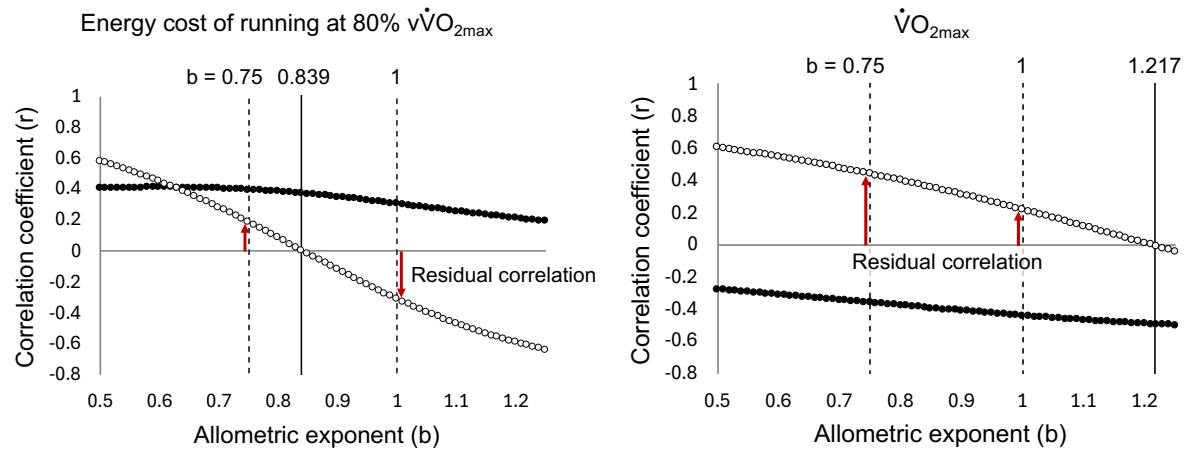 Energy cost of running at 80% vV̇O2max
b = 0.75 0.839 1
Correlation coefficient (r)
1
0.8
0.6
0.4
0.2
0
-0.2
-0.4
-0.6
-0.8
Residual correlation
0.5 0.6 0.7 0.8 0.9 1 1.1 1.2
Allometric exponent (b)
V̇O2max
b = 0.75 1 1.217
Correlation coefficient (r)
1
0.8
0.6
0.4
0.2
0
-0.2
-0.4
-0.6
-0.8
Residual correlation
0.5 0.6 0.7 0.8 0.9 1 1.1 1.2
Allometric exponent (b)